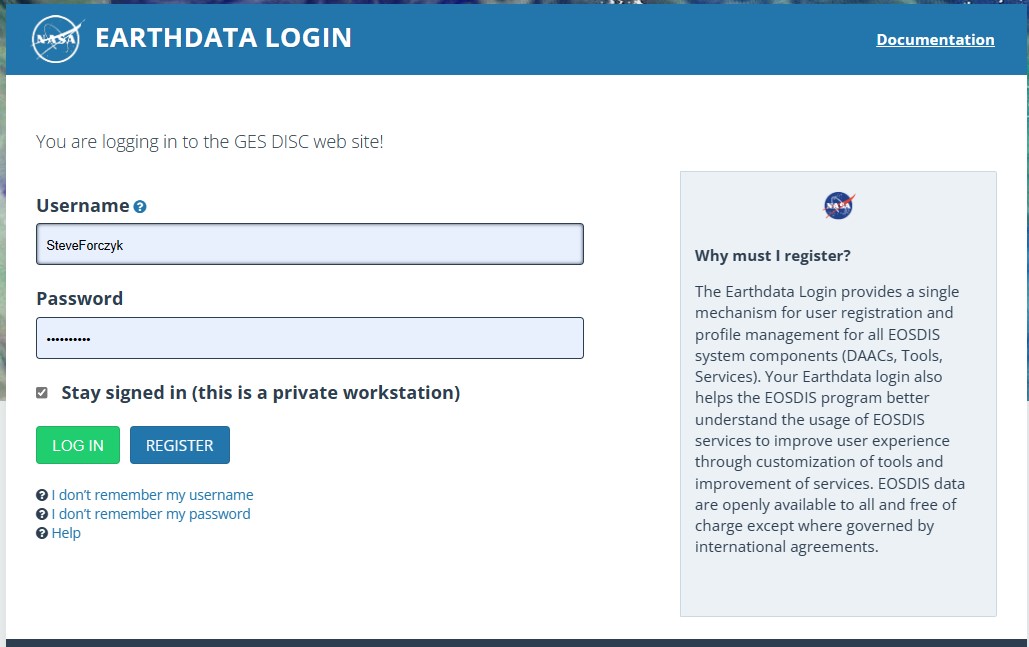 NASA
EARTHDATA LOGIN
Documentation
You are logging in to the GES DISC web site!
Username
SteveForczyk
Password
••••••••••
Stay signed in (this is a private workstation)
LOG IN
REGISTER
I don't remember my username
I don't remember my password
Help
NASA
Why must I register?
The Earthdata Login provides a single
mechanism for user registration and
profile management for all EOSDIS
system components (DAACs, Tools,
Services). Your Earthdata login also
helps the EOSDIS program better
understand the usage of EOSDIS
services to improve user experience
through customization of tools and
improvement of services. EOSDIS data
are openly available to all and free of
charge except where governed by
international agreements.